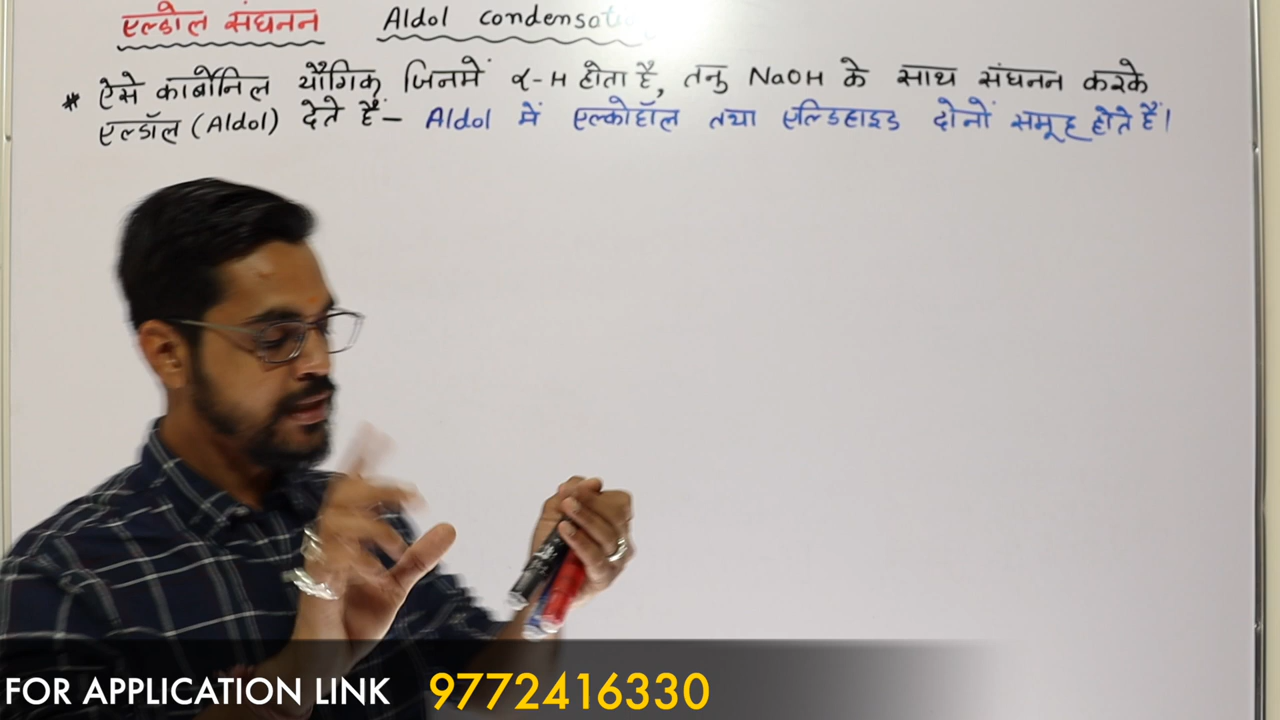 एल्डोल संघनन Aldol condensat
* ऐसे कार्बोनिल यौगिक जिनमें α-H होता है, तनु NaOH के साथ संघनन करके
एल्डॉल (Aldol) देते हैं- Aldol में एल्कोहॉल तथा एल्डिहाइड दोनों समूह होते हैं।
FOR APPLICATION LINK 9772416330